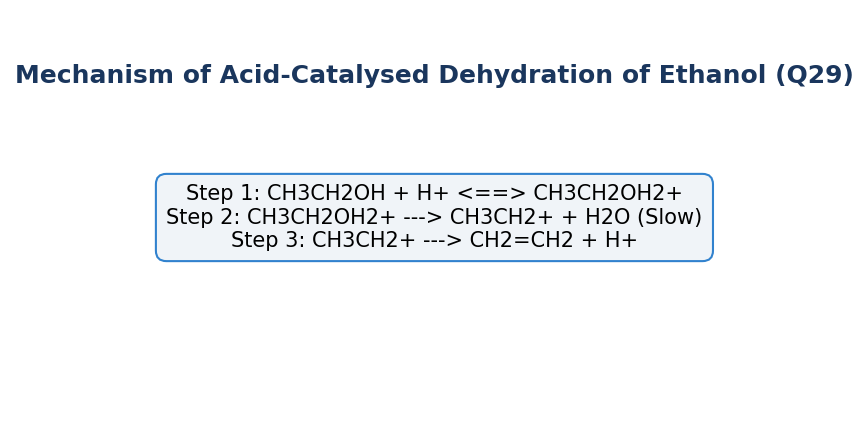 Mechanism of Acid-Catalysed Dehydration of Ethanol (Q29)
Step 1: CH3CH2OH + H+ <==> CH3CH2OH2+
Step 2: CH3CH2OH2+ ---> CH3CH2+ + H2O (Slow)
Step 3: CH3CH2+ ---> CH2=CH2 + H+